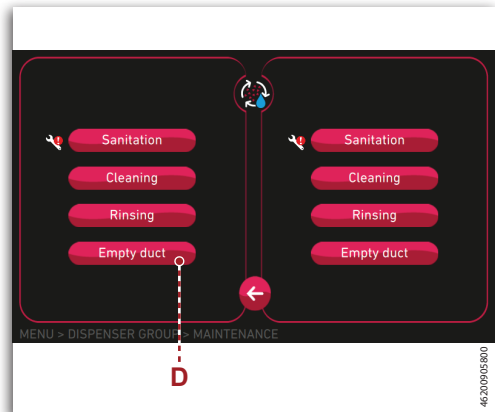 Sanitation
Cleaning
Rinsing
Empty duct
Sanitation
Cleaning
Rinsing
Empty duct
MENU > DISPENSER GROUP > MAINTENANCE
D
46200905800